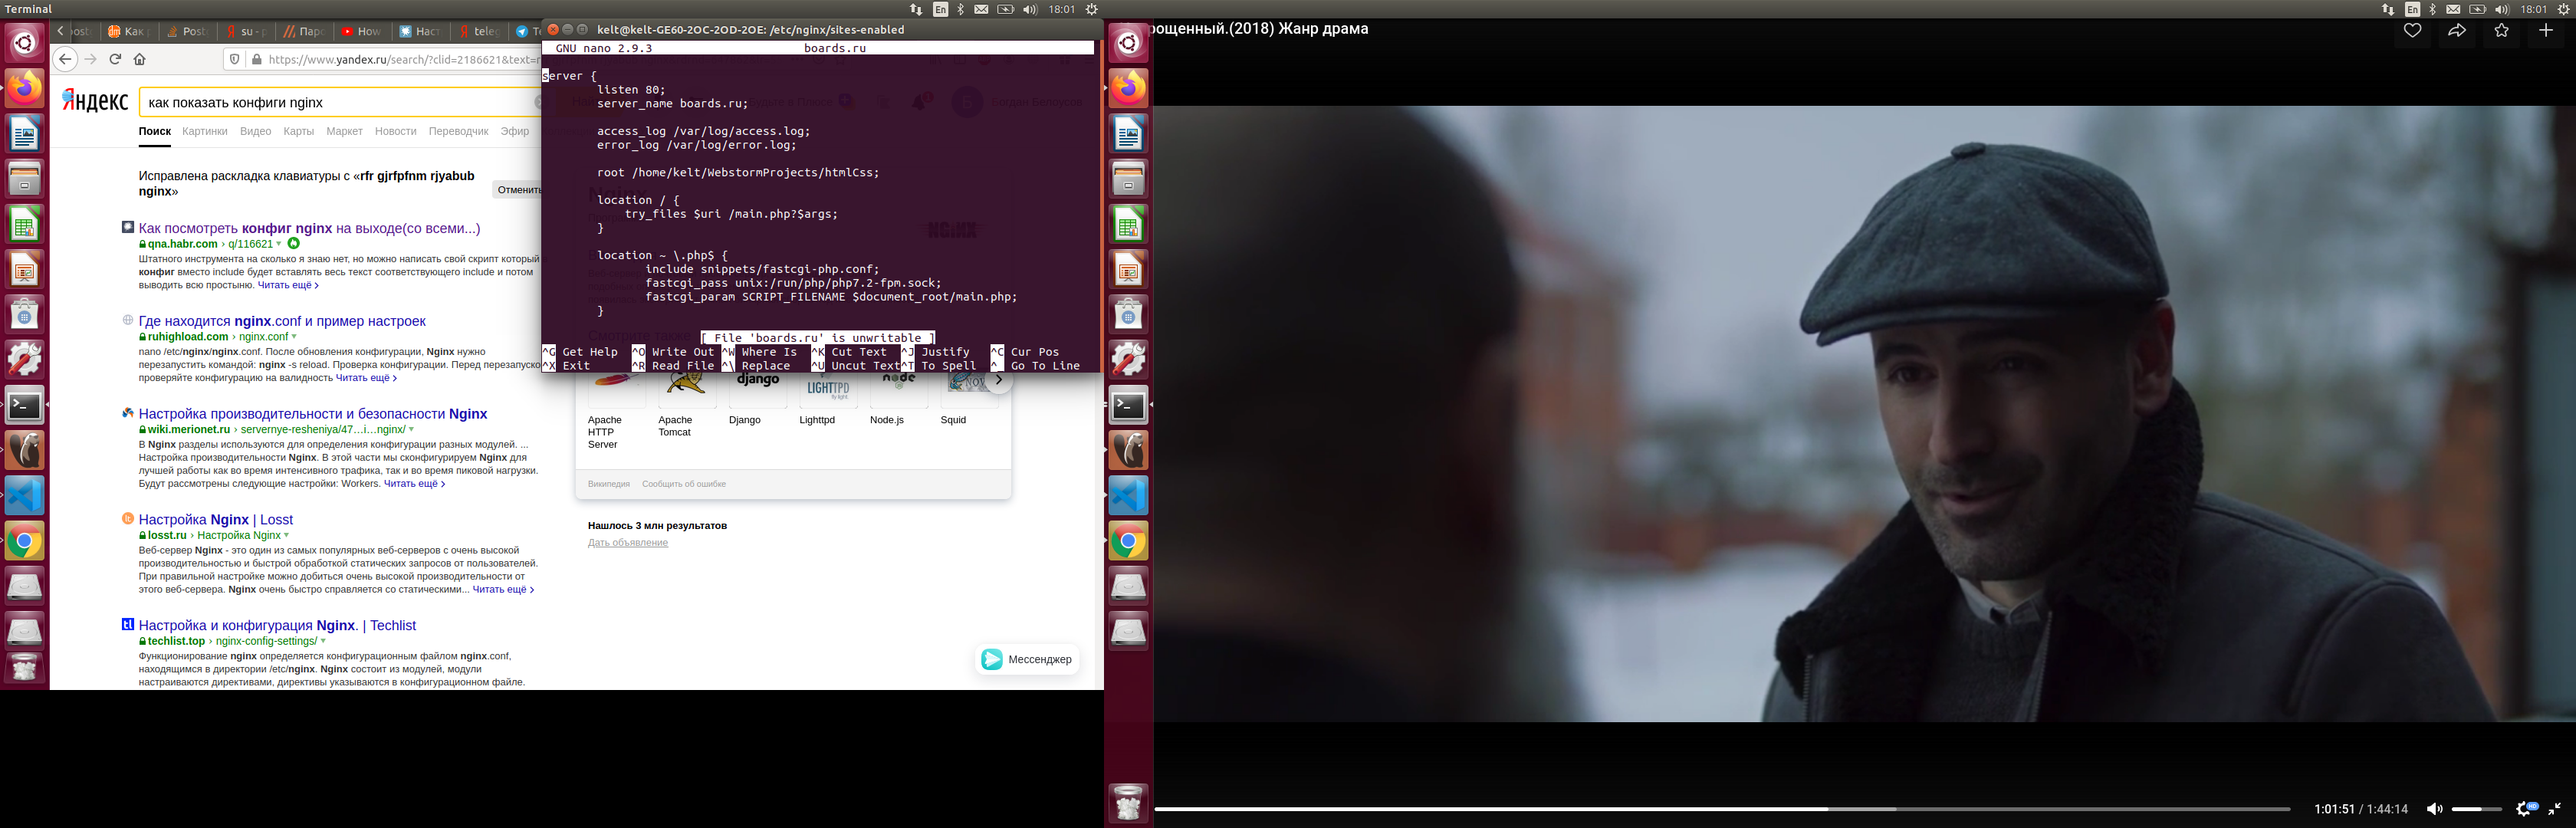 Terminal
En
18:01
Как
Post
su - p
Паро
How
Наст
teleg
kelt@kelt-GE60-2OC-2OD-2OE: /etc/nginx/sites-enabled
https://www.yandex.ru/search/?clid=2186621&text=r
Яндекс
как показать конфиги nginx
Поиск Картинки Видео Карты Маркет Новости Переводчик Эфир
Исправлена раскладка клавиатуры с «rfr gjrfpfnm rjyabub
nginx»
Отменить
Как посмотреть конфиг nginx на выходе(со всеми...)
qna.habr.com › q/116621
Штатного инструмента на сколько я знаю нет, но можно написать свой скрипт который
конфиг вместо include будет вставлять весь текст соответствующего include и потом
выводить всю простыню. Читать ещё ›
Где находится nginx.conf и пример настроек
ruhighload.com › nginx.conf
nano /etc/nginx/nginx.conf. После обновления конфигурации, Nginx нужно
перезапустить командой: nginx -s reload. Проверка конфигурации. Перед перезапуско
проверяйте конфигурацию на валидность Читать ещё ›
Настройка производительности и безопасности Nginx
wiki.merionet.ru › servernye-resheniya/47…i…nginx/
В Nginx разделы используются для определения конфигурации разных модулей. ...
Настройка производительности Nginx. В этой части мы сконфигурируем Nginx для
лучшей работы как во время интенсивного трафика, так и во время пиковой нагрузки.
Будут рассмотрены следующие настройки: Workers. Читать ещё ›
Настройка Nginx | Losst
losst.ru › Настройка Nginx
Веб-сервер Nginx - это один из самых популярных веб-серверов с очень высокой
производительностью и быстрой обработкой статических запросов от пользователей.
При правильной настройке можно добиться очень высокой производительности от
этого веб-сервера. Nginx очень быстро справляется со статическими... Читать ещё ›
Настройка и конфигурация Nginx. | Techlist
techlist.top › nginx-config-settings/
Функционирование nginx определяется конфигурационным файлом nginx.conf,
находящимся в директории /etc/nginx. Nginx состоит из модулей, модули
настраиваются директивами, директивы указываются в конфигурационном файле.
GNU nano 2.9.3 boards.ru
server {
listen 80;
server_name boards.ru;
access_log /var/log/access.log;
error_log /var/log/error.log;
root /home/kelt/WebstormProjects/htmlCss;
location / {
try_files $uri /main.php?$args;
}
location ~ \.php$ {
include snippets/fastcgi-php.conf;
fastcgi_pass unix:/run/php/php7.2-fpm.sock;
fastcgi_param SCRIPT_FILENAME $document_root/main.php;
}
[ File 'boards.ru' is unwritable ]
^G Get Help ^O Write Out ^W Where Is ^K Cut Text ^J Justify ^C Cur Pos
^X Exit ^R Read File ^\ Replace ^U Uncut Text ^T To Spell ^_ Go To Line
django
LIGHTTPD
fly light.
node
Apache
HTTP
Server
Apache
Tomcat
Django
Lighttpd
Node.js
Squid
Википедия Сообщить об ошибке
Нашлось 3 млн результатов
Дать объявление
Мессенджер
En
18:01
рощенный.(2018) Жанр драма
1:01:51 / 1:44:14
HD